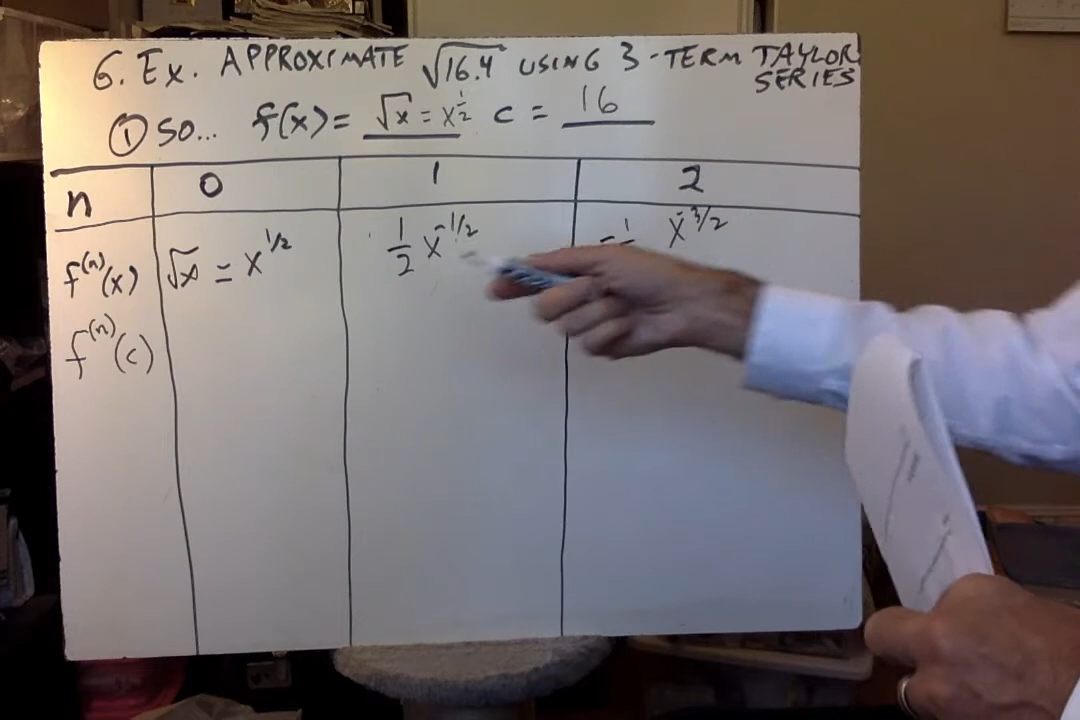 6. Ex. APPROXIMATE √16.4 USING 3-TERM TAYLOR SERIES
① SO... f(x) = √x = x^1/2 c = 16
n 0 1 2
f^(n)(x) √x = x^1/2 1/2 x^-1/2 -1 x^-3/2
f^(n)(c)